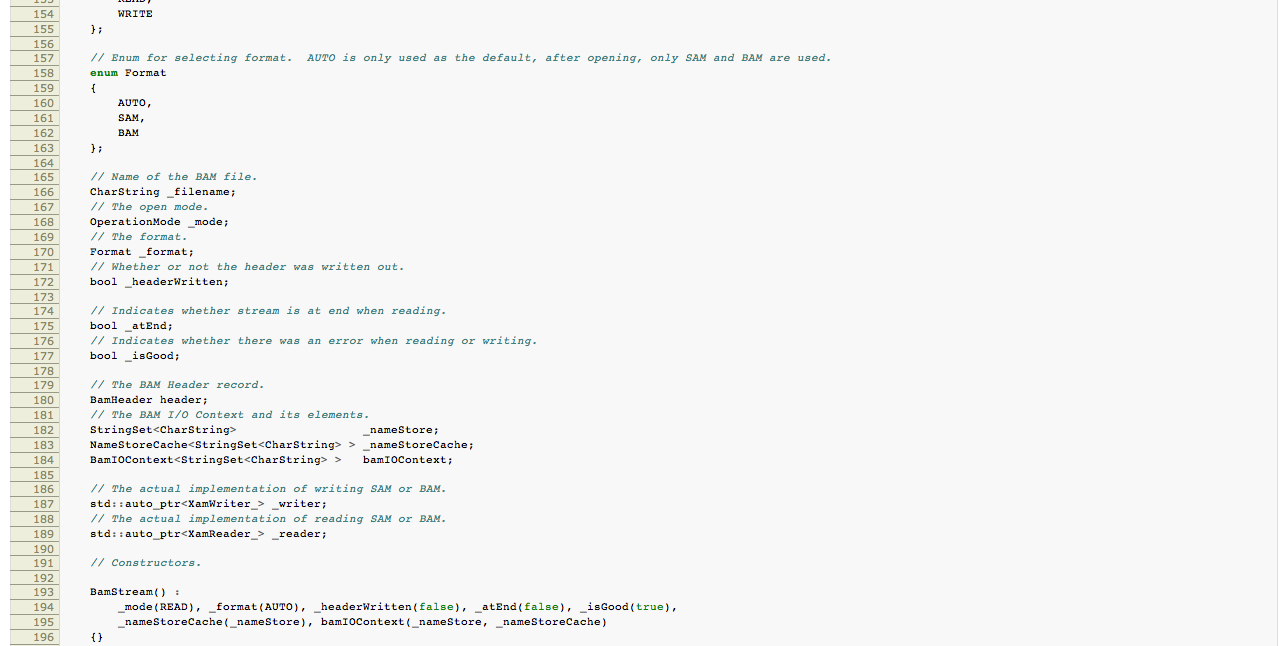 153         READ,
154         WRITE
155     };
156
157     // Enum for selecting format.  AUTO is only used as the default, after opening, only SAM and BAM are used.
158     enum Format
159     {
160         AUTO,
161         SAM,
162         BAM
163     };
164
165     // Name of the BAM file.
166     CharString _filename;
167     // The open mode.
168     OperationMode _mode;
169     // The format.
170     Format _format;
171     // Whether or not the header was written out.
172     bool _headerWritten;
173
174     // Indicates whether stream is at end when reading.
175     bool _atEnd;
176     // Indicates whether there was an error when reading or writing.
177     bool _isGood;
178
179     // The BAM Header record.
180     BamHeader header;
181     // The BAM I/O Context and its elements.
182     StringSet<CharString>                  _nameStore;
183     NameStoreCache<StringSet<CharString> > _nameStoreCache;
184     BamIOContext<StringSet<CharString> >   bamIOContext;
185
186     // The actual implementation of writing SAM or BAM.
187     std::auto_ptr<XamWriter_> _writer;
188     // The actual implementation of reading SAM or BAM.
189     std::auto_ptr<XamReader_> _reader;
190
191     // Constructors.
192
193     BamStream() :
194         _mode(READ), _format(AUTO), _headerWritten(false), _atEnd(false), _isGood(true),
195         _nameStoreCache(_nameStore), bamIOContext(_nameStore, _nameStoreCache)
196     {}